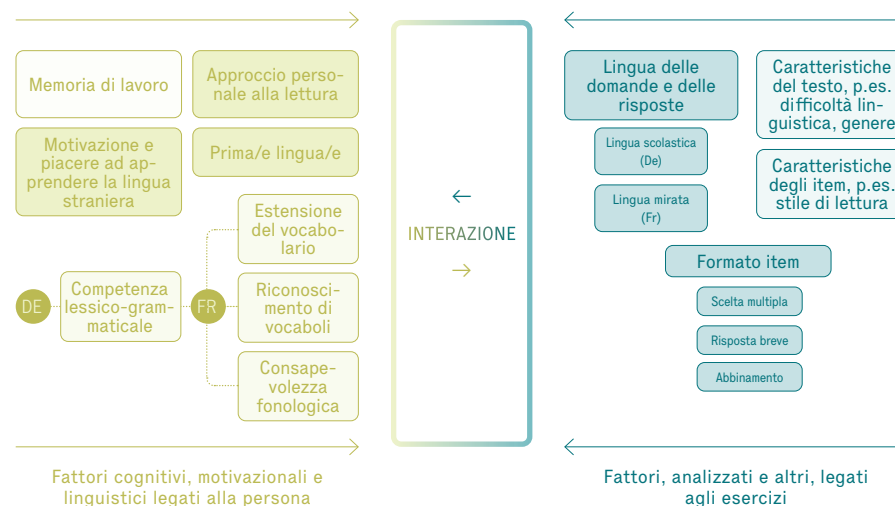 Memoria di lavoro
Approccio perso-
nale alla lettura
Motivazione e
piacere ad ap-
prendere la lingua
straniera
Prima/e lingua/e
Estensione
del vocabo-
lario
DE
Competenza
lessico-gram-
maticale
FR
Riconosci-
mento di
vocaboli
Consape-
volezza
fonologica
Fattori cognitivi, motivazionali e
linguistici legati alla persona
←
INTERAZIONE
→
Lingua delle
domande e delle
risposte
Lingua scolastica
(De)
Lingua mirata
(Fr)
Caratteristiche
del testo, p.es.
difficoltà lin-
guistica, genere
Caratteristiche
degli item, p.es.
stile di lettura
Formato item
Scelta multipla
Risposta breve
Abbinamento
Fattori, analizzati e altri, legati
agli esercizi